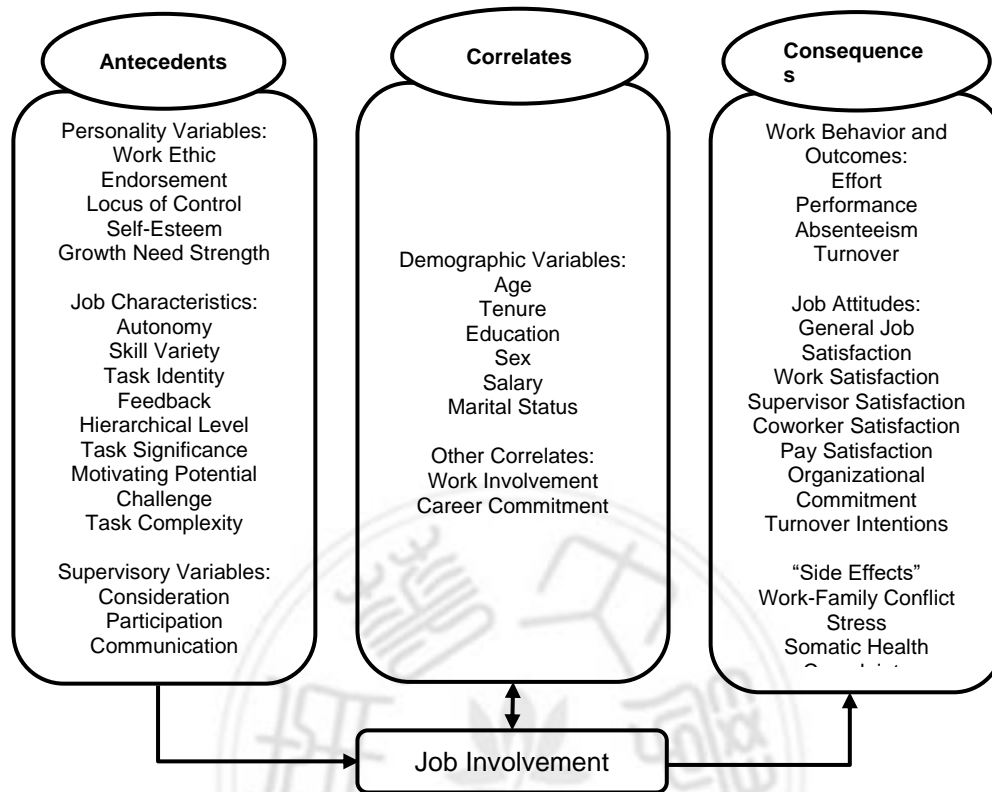 Antecedents
Personality Variables:
Work Ethic
Endorsement
Locus of Control
Self-Esteem
Growth Need Strength
Job Characteristics:
Autonomy
Skill Variety
Task Identity
Feedback
Hierarchical Level
Task Significance
Motivating Potential
Challenge
Task Complexity
Supervisory Variables:
Consideration
Participation
Communication
Correlates
Demographic Variables:
Age
Tenure
Education
Sex
Salary
Marital Status
Other Correlates:
Work Involvement
Career Commitment
Consequence
s
Work Behavior and
Outcomes:
Effort
Performance
Absenteeism
Turnover
Job Attitudes:
General Job
Satisfaction
Work Satisfaction
Supervisor Satisfaction
Coworker Satisfaction
Pay Satisfaction
Organizational
Commitment
Turnover Intentions
“Side Effects”
Work-Family Conflict
Stress
Somatic Health
Job Involvement